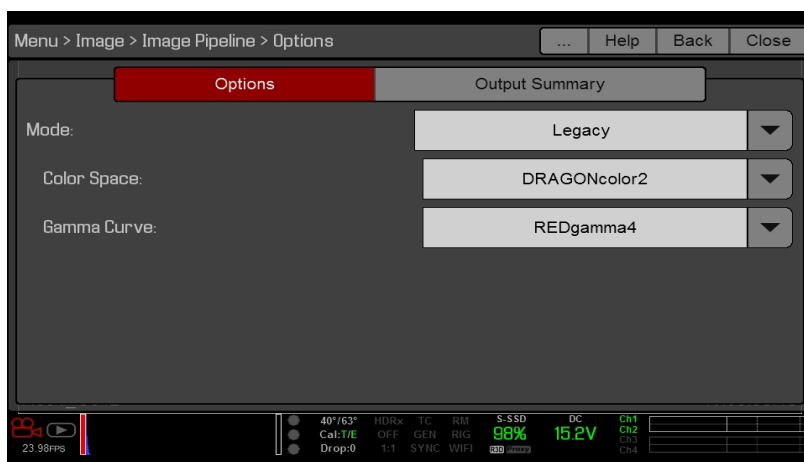 Menu > Image > Image Pipeline > Options ... Help Back Close
Options Output Summary
Mode: Legacy
Color Space: DRAGONcolor2
Gamma Curve: REDgamma4
40°/63° HDRx TC RM S-SSD DC Ch1
Cal:T/E OFF GEN RIG 98% 15.2V Ch2
Drop:0 1:1 SYNC WIFI R3D Proxy Ch3
23.98FPS Ch4